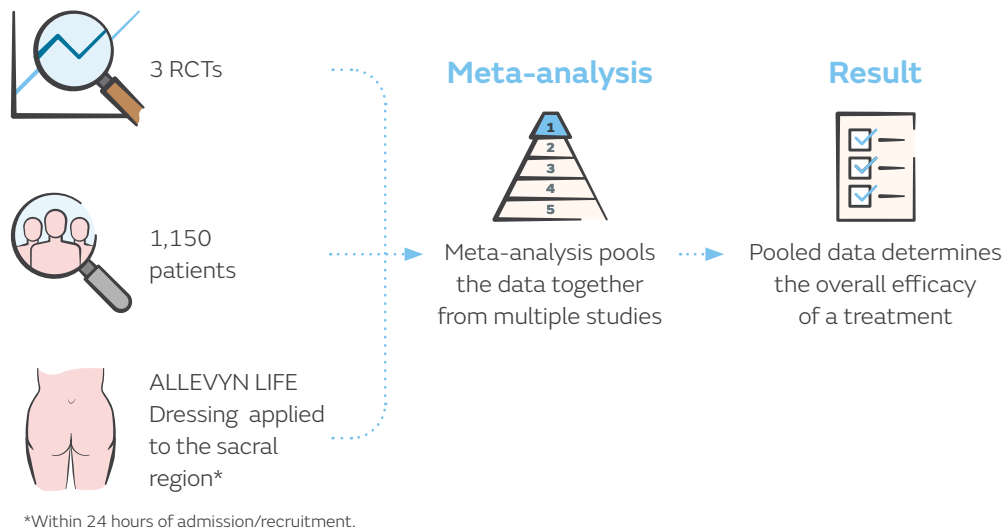 3 RCTs
1,150
patients
ALLEVYN LIFE
Dressing applied
to the sacral
region*
*Within 24 hours of admission/recruitment.
Meta-analysis
1
2
3
4
5
Meta-analysis pools
the data together
from multiple studies
Result
Pooled data determines
the overall efficacy
of a treatment